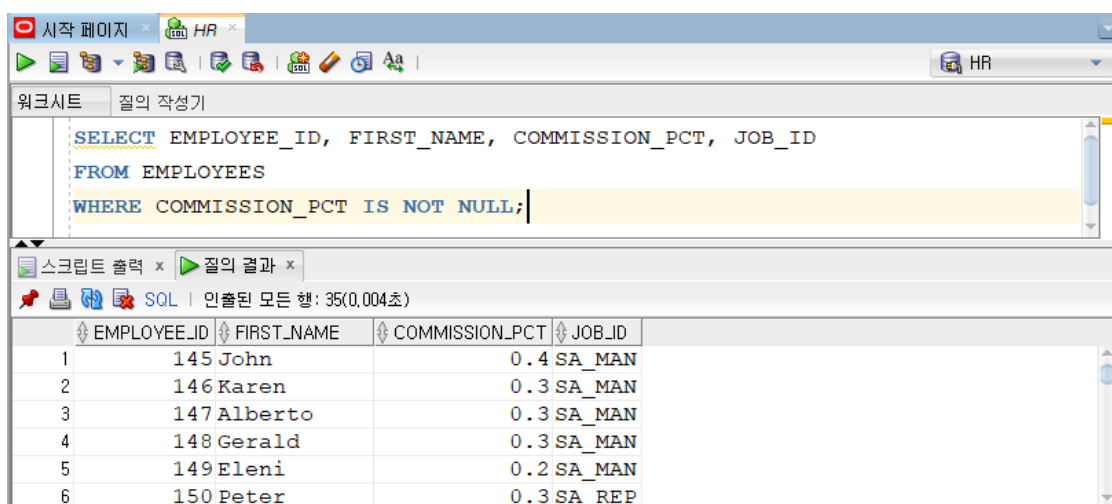 시작 페이지 HR
HR
워크시트 질의 작성기
SELECT EMPLOYEE_ID, FIRST_NAME, COMMISSION_PCT, JOB_ID
FROM EMPLOYEES
WHERE COMMISSION_PCT IS NOT NULL;
스크립트 출력 x 질의 결과 x
SQL | 인출된 모든 행: 35(0,004초)
EMPLOYEE_ID FIRST_NAME COMMISSION_PCT JOB_ID
1 145 John 0.4 SA_MAN
2 146 Karen 0.3 SA_MAN
3 147 Alberto 0.3 SA_MAN
4 148 Gerald 0.3 SA_MAN
5 149 Eleni 0.2 SA_MAN
6 150 Peter 0.3 SA_REP